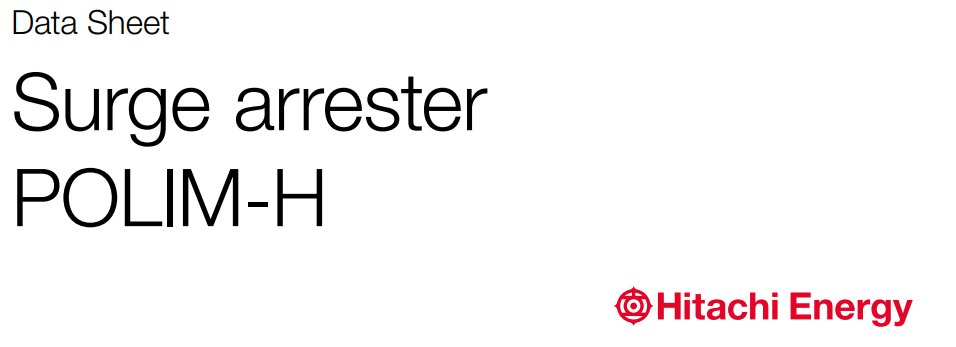 Data Sheet
Surge arrester
POLIM-H
Hitachi Energy